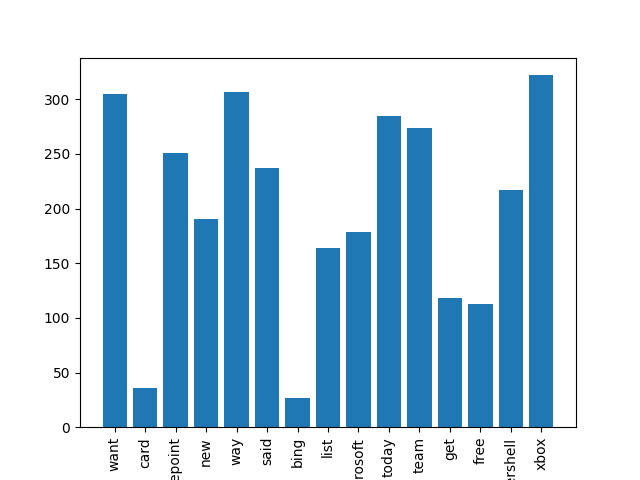 300
250
200
150
100
50
0
want
card
epoint
new
way
said
bing
list
rosoft
today
team
get
free
ershell
xbox